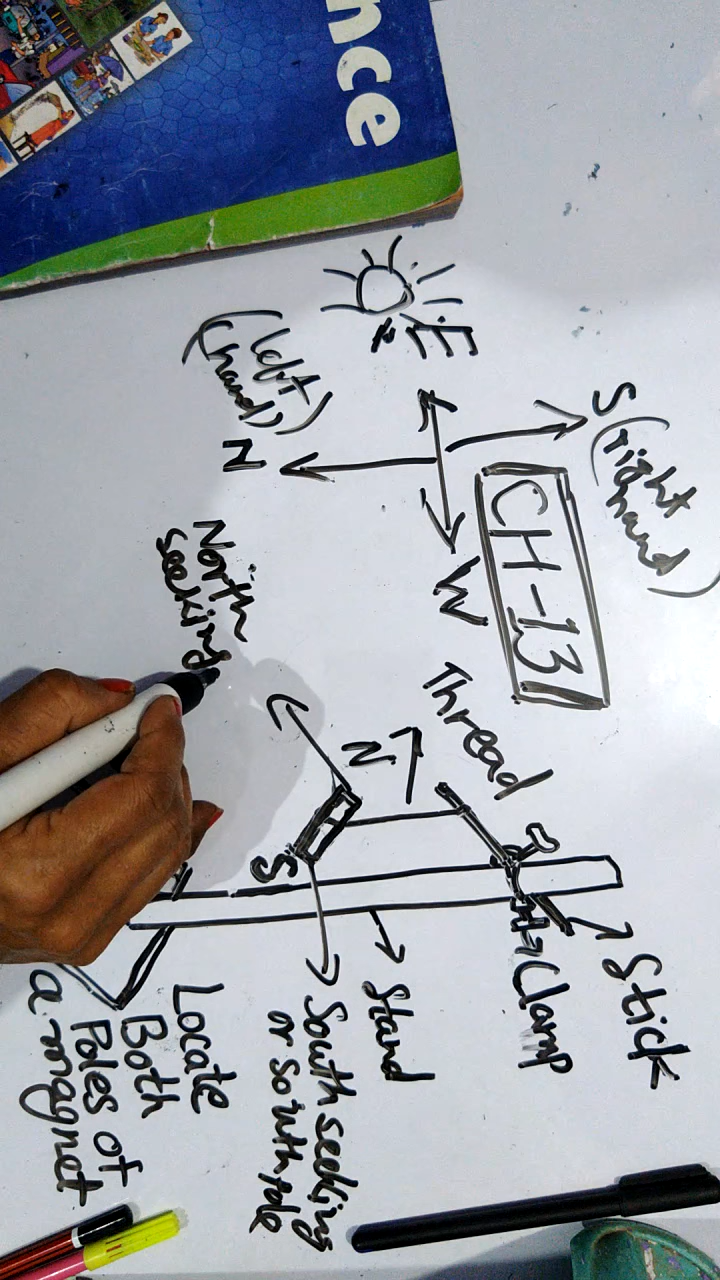 nce
E
(left
hand)
N
S (right
hand)
W
CH-13
North
seeking
Thread
N
S
Stick
Clamp
Stand
South seeking
or south pole
Locate
Both
Poles of
a magnet